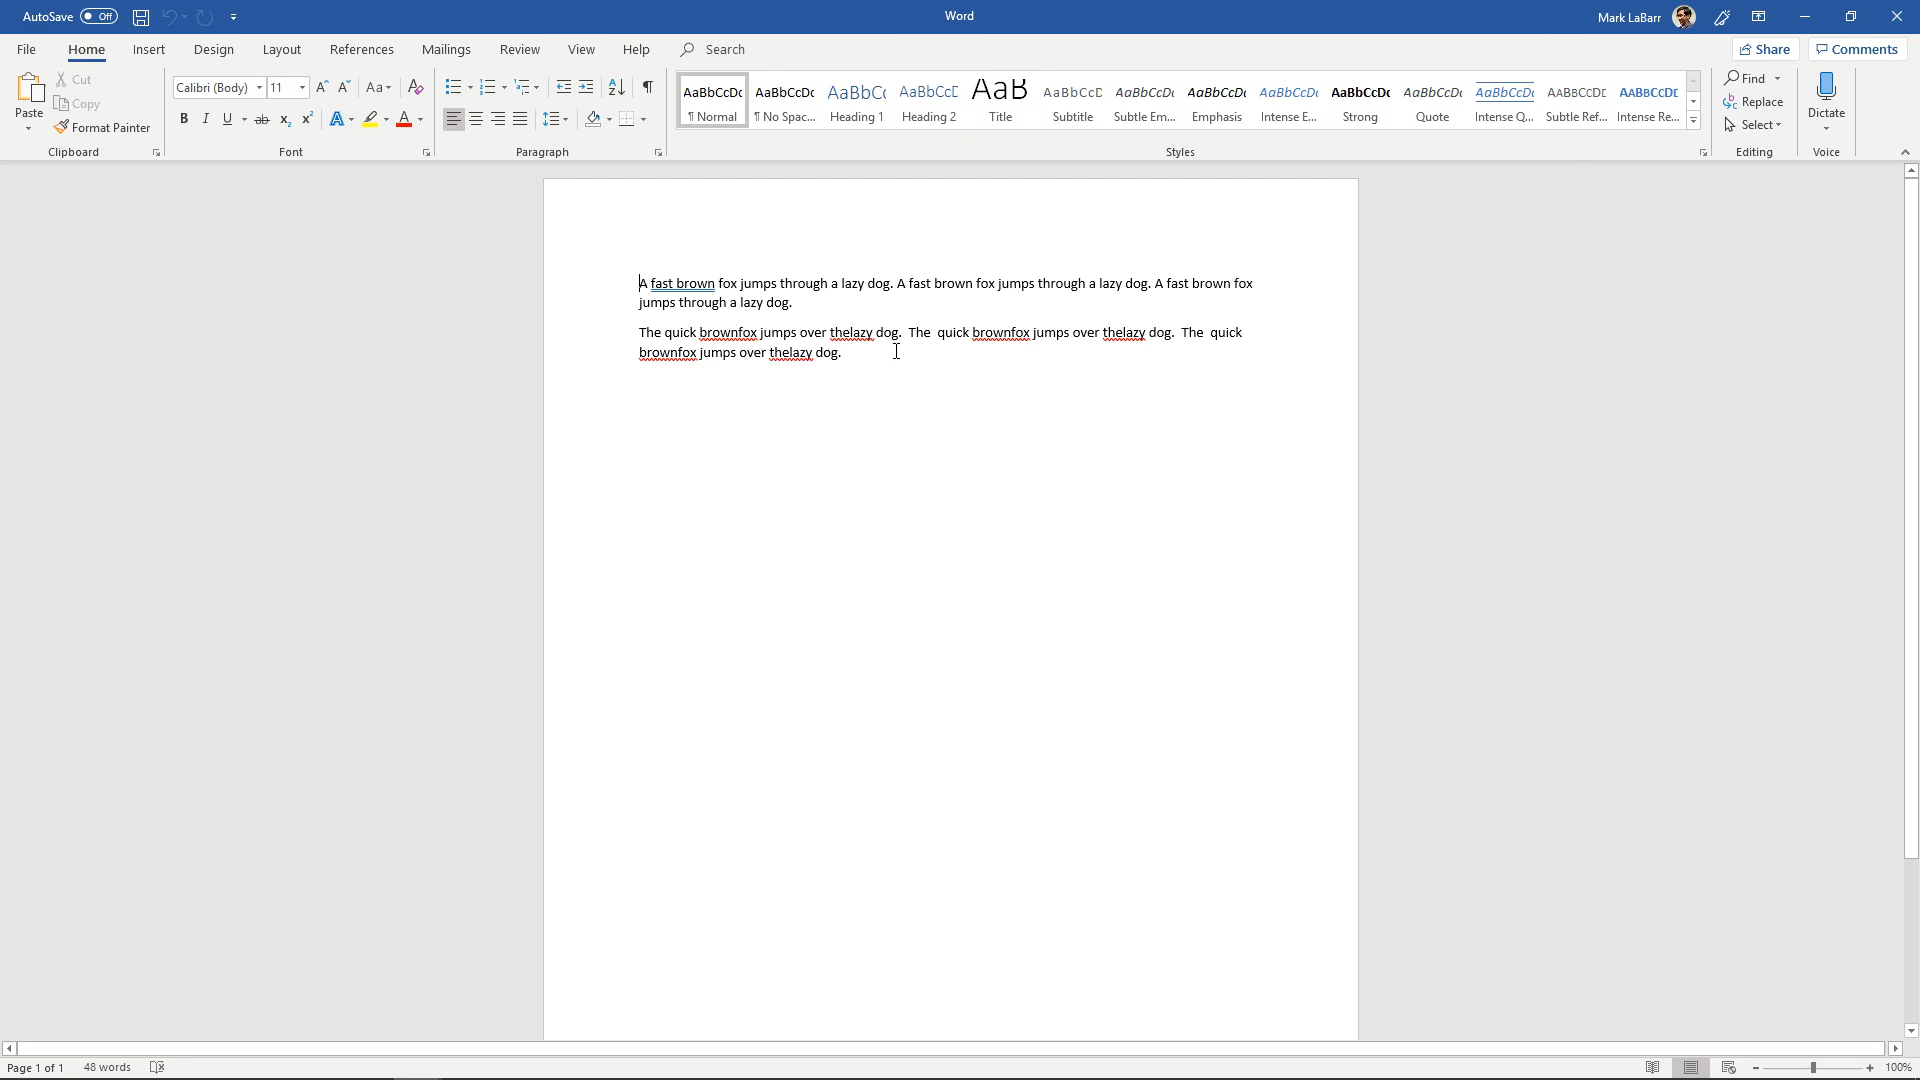 AutoSave Off Word Mark LaBarr
File Home Insert Design Layout References Mailings Review View Help Search Share Comments
Paste
Cut
Copy
Format Painter
Clipboard
Calibri (Body) 11
Font
Paragraph
AaBbCcDc AaBbCcDc AaBbCc AaBbCcE AaB AaBbCcD AaBbCcDc AaBbCcDc AaBbCcDc AaBbCcDc AaBbCcDc AaBbCcDc AABBCCDE AABBCCDE
¶ Normal ¶ No Spac... Heading 1 Heading 2 Title Subtitle Subtle Em... Emphasis Intense E... Strong Quote Intense Q... Subtle Ref... Intense Re...
Styles
Find
Replace
Select
Editing
Dictate
Voice
A fast brown fox jumps through a lazy dog. A fast brown fox jumps through a lazy dog. A fast brown fox
jumps through a lazy dog.
The quick brownfox jumps over thelazy dog.  The  quick brownfox jumps over thelazy dog.  The  quick
brownfox jumps over thelazy dog.
Page 1 of 1 48 words 100%